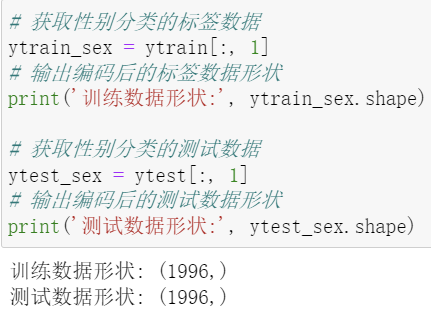 # 获取性别分类的标签数据
ytrain_sex = ytrain[:, 1]
# 输出编码后的标签数据形状
print('训练数据形状:', ytrain_sex.shape)
# 获取性别分类的测试数据
ytest_sex = ytest[:, 1]
# 输出编码后的测试数据形状
print('测试数据形状:', ytest_sex.shape)
训练数据形状: (1996,)
测试数据形状: (1996,)